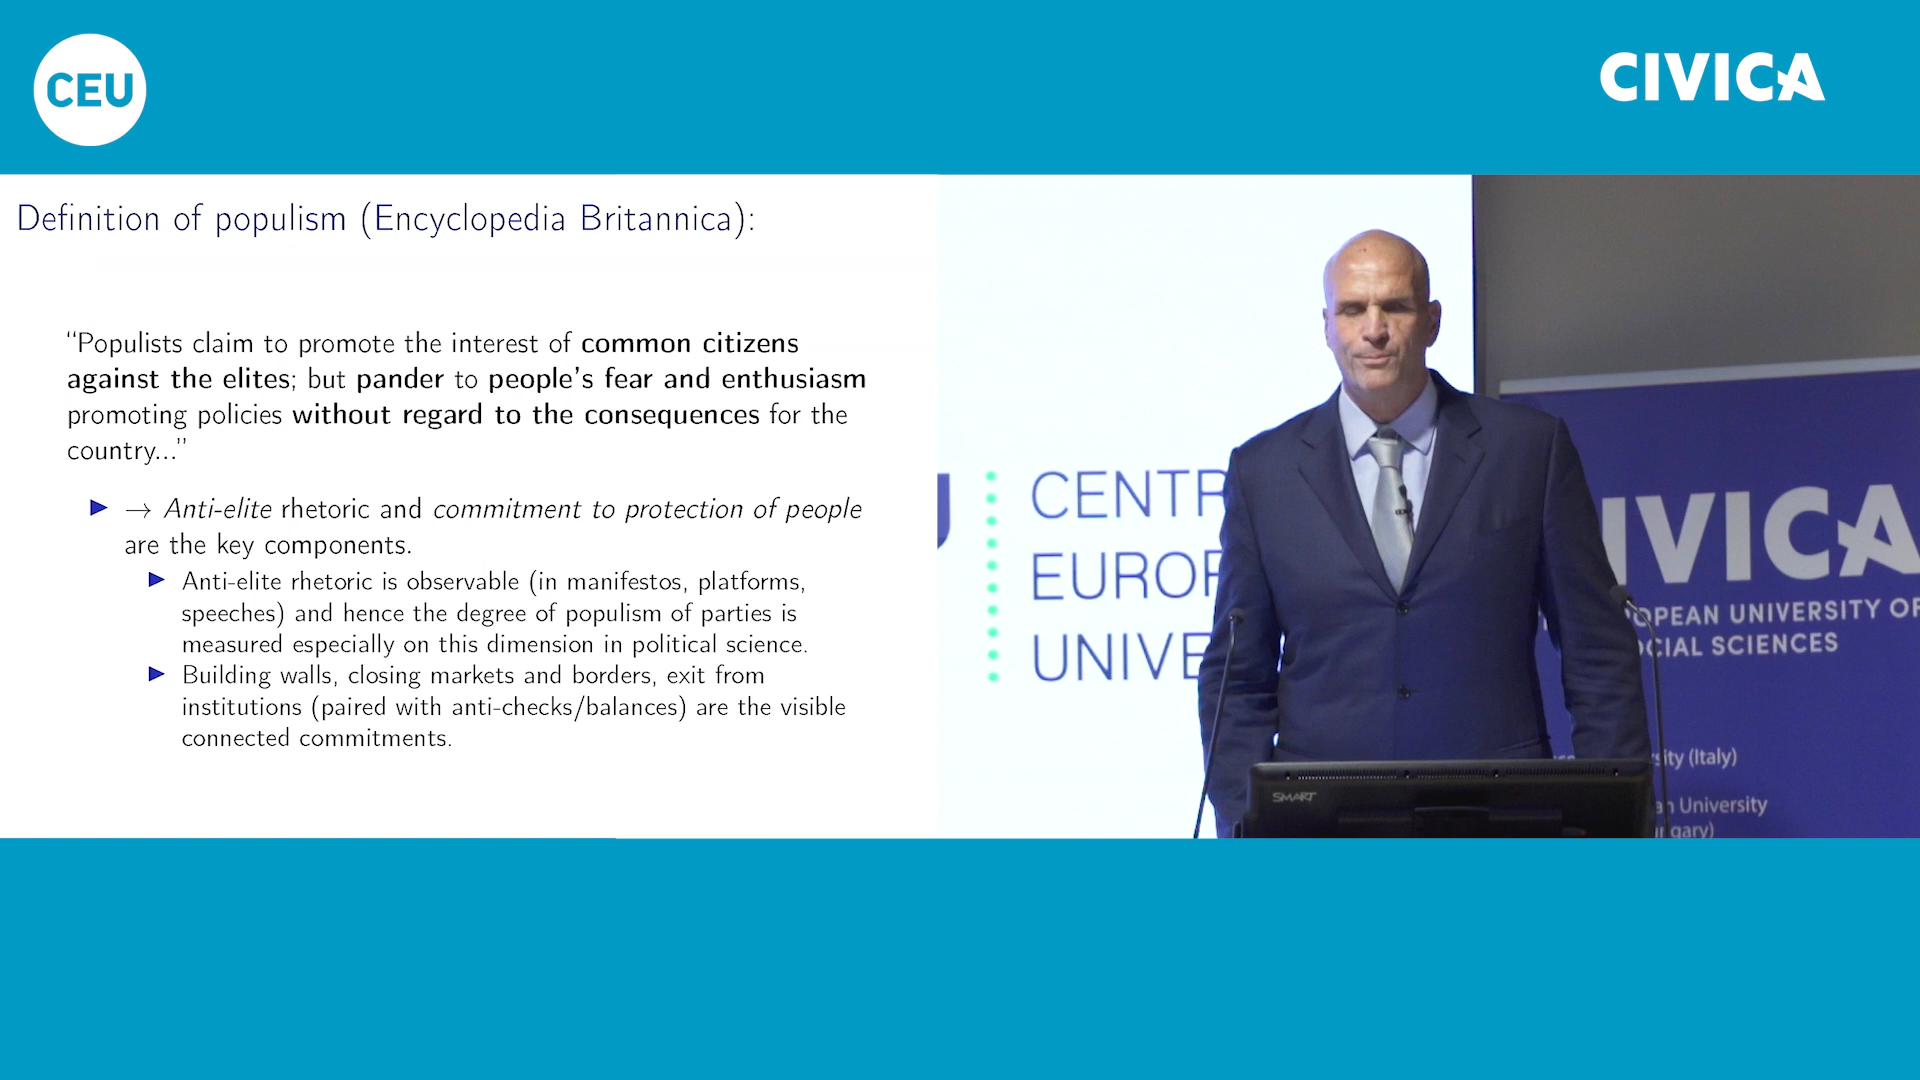 CEU
CIVICA
Definition of populism (Encyclopedia Britannica):
“Populists claim to promote the interest of common citizens
against the elites; but pander to people’s fear and enthusiasm
promoting policies without regard to the consequences for the
country...”
→ Anti-elite rhetoric and commitment to protection of people
are the key components.
Anti-elite rhetoric is observable (in manifestos, platforms,
speeches) and hence the degree of populism of parties is
measured especially on this dimension in political science.
Building walls, closing markets and borders, exit from
institutions (paired with anti-checks/balances) are the visible
connected commitments.
CENTR
EUROP
UNIVE
IVICA
OPEAN UNIVERSITY OF
OCIAL SCIENCES
sity (Italy)
an University
ngary)
SMART